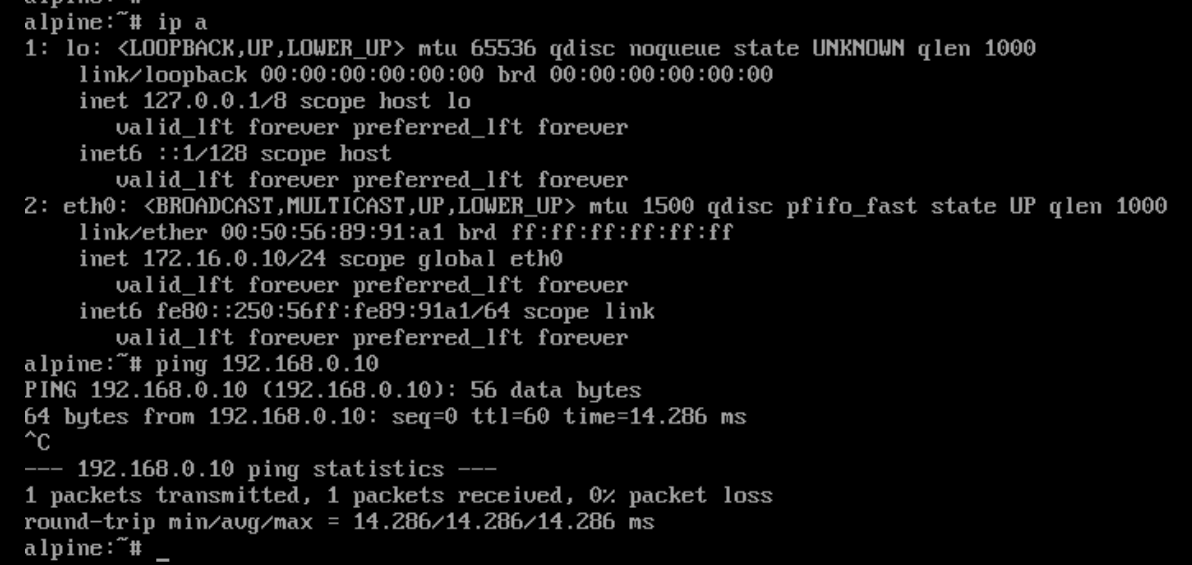 alpine:~#
alpine:~# ip a
1: lo: <LOOPBACK,UP,LOWER_UP> mtu 65536 qdisc noqueue state UNKNOWN qlen 1000
    link/loopback 00:00:00:00:00:00 brd 00:00:00:00:00:00
    inet 127.0.0.1/8 scope host lo
       valid_lft forever preferred_lft forever
    inet6 ::1/128 scope host
       valid_lft forever preferred_lft forever
2: eth0: <BROADCAST,MULTICAST,UP,LOWER_UP> mtu 1500 qdisc pfifo_fast state UP qlen 1000
    link/ether 00:50:56:89:91:a1 brd ff:ff:ff:ff:ff:ff
    inet 172.16.0.10/24 scope global eth0
       valid_lft forever preferred_lft forever
    inet6 fe80::250:56ff:fe89:91a1/64 scope link
       valid_lft forever preferred_lft forever
alpine:~# ping 192.168.0.10
PING 192.168.0.10 (192.168.0.10): 56 data bytes
64 bytes from 192.168.0.10: seq=0 ttl=60 time=14.286 ms
^C
--- 192.168.0.10 ping statistics ---
1 packets transmitted, 1 packets received, 0% packet loss
round-trip min/avg/max = 14.286/14.286/14.286 ms
alpine:~# _